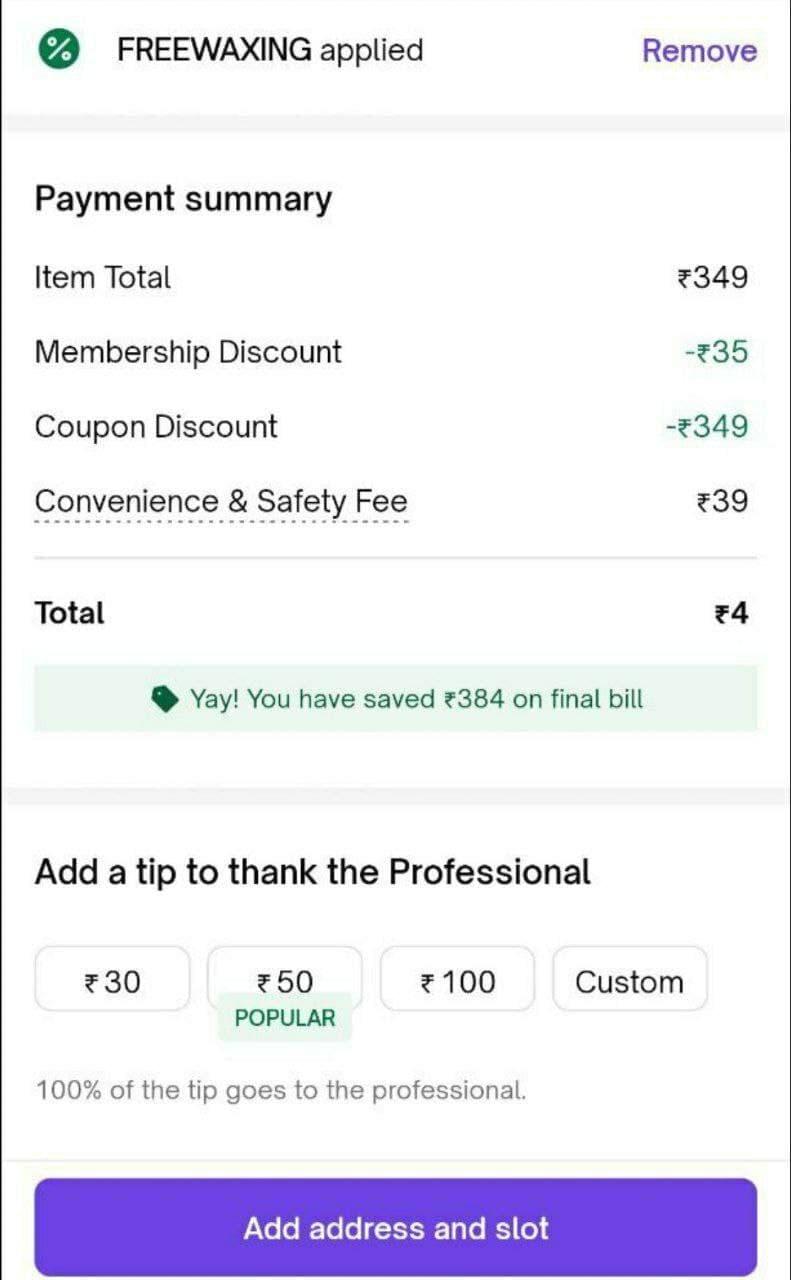 FREEWAXING applied Remove
Payment summary
Item Total ₹349
Membership Discount -₹35
Coupon Discount -₹349
Convenience & Safety Fee ₹39
Total ₹4
Yay! You have saved ₹384 on final bill
Add a tip to thank the Professional
₹30 ₹50 ₹100 Custom
POPULAR
100% of the tip goes to the professional.
Add address and slot